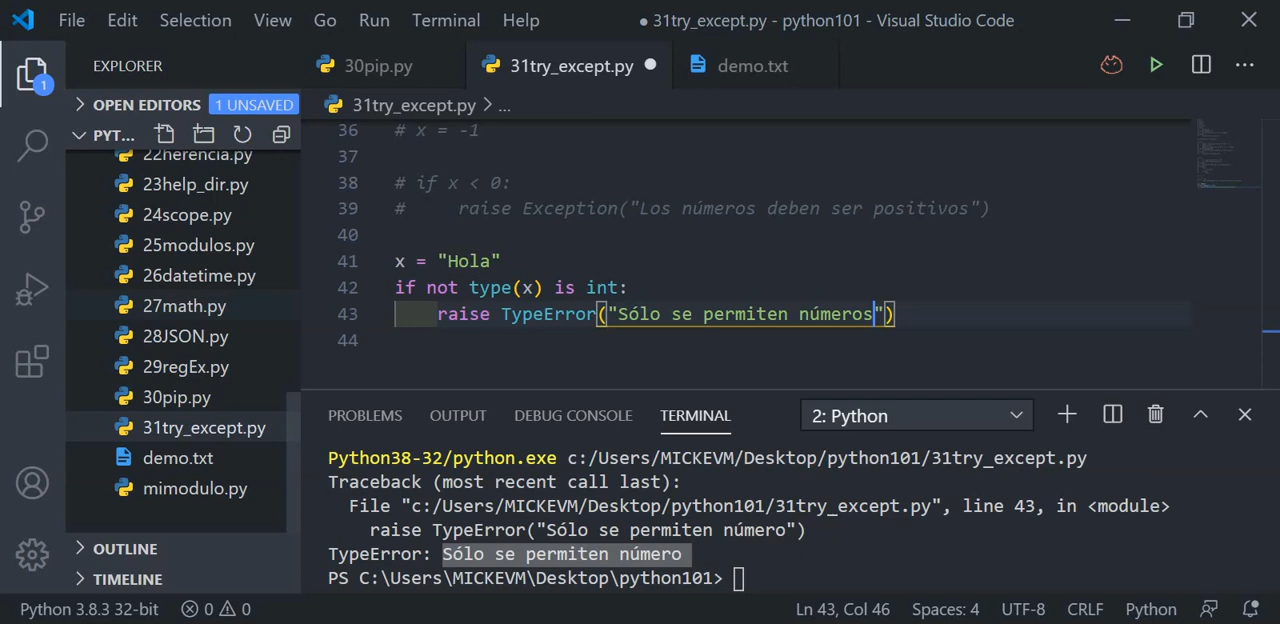 File Edit Selection View Go Run Terminal Help ● 31try_except.py - python101 - Visual Studio Code
EXPLORER
30pip.py 31try_except.py demo.txt
1
OPEN EDITORS 1 UNSAVED
31try_except.py > ...
PYT...
22herencia.py
23help_dir.py
24scope.py
25modulos.py
26datetime.py
27math.py
28JSON.py
29regEx.py
30pip.py
31try_except.py
demo.txt
mimodulo.py
OUTLINE
TIMELINE
36 # x = -1
37
38 # if x < 0:
39 #     raise Exception("Los números deben ser positivos")
40
41 x = "Hola"
42 if not type(x) is int:
43     raise TypeError("Sólo se permiten números")
44
PROBLEMS OUTPUT DEBUG CONSOLE TERMINAL 2: Python
Python38-32/python.exe c:/Users/MICKEVM/Desktop/python101/31try_except.py
Traceback (most recent call last):
  File "c:/Users/MICKEVM/Desktop/python101/31try_except.py", line 43, in <module>
    raise TypeError("Sólo se permiten número")
TypeError: Sólo se permiten número
PS C:\Users\MICKEVM\Desktop\python101>
Python 3.8.3 32-bit 0 0 Ln 43, Col 46 Spaces: 4 UTF-8 CRLF Python